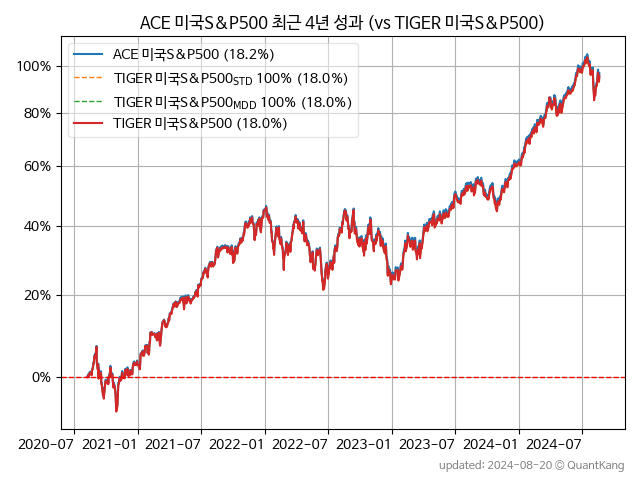 ACE 미국S&P500 최근 4년 성과 (vs TIGER 미국S&P500)
ACE 미국S&P500 (18.2%)
TIGER 미국S&P500STD 100% (18.0%)
TIGER 미국S&P500MDD 100% (18.0%)
TIGER 미국S&P500 (18.0%)
100%
80%
60%
40%
20%
0%
2020-07 2021-01 2021-07 2022-01 2022-07 2023-01 2023-07 2024-01 2024-07
updated: 2024-08-20 © QuantKang